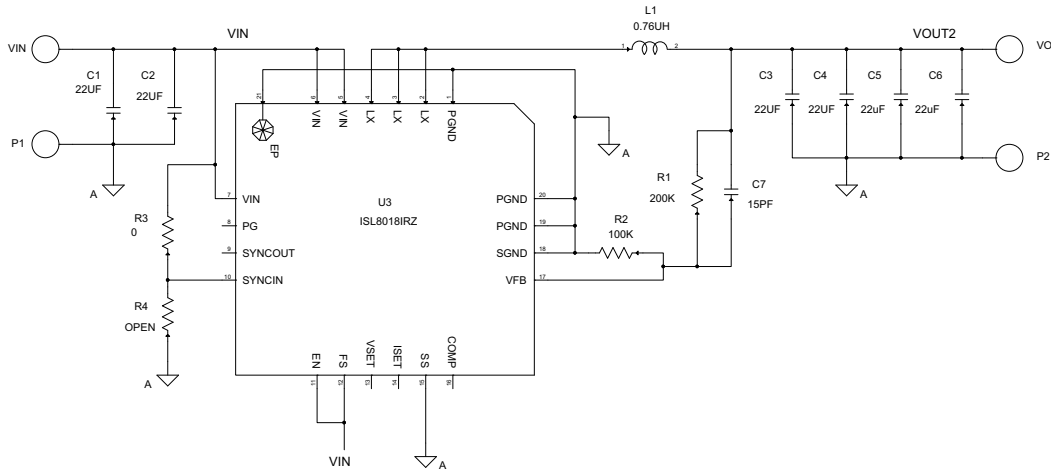 L1
0.76UH
VIN
VIN
1
2
VOUT2
VO
C1
22UF
C2
22UF
C3
22UF
C4
22UF
C5
22uF
C6
22uF
P1
A
21
6
5
4
3
2
1
EP
VIN
VIN
LX
LX
LX
PGND
A
P2
A
R1
200K
C7
15PF
U3
ISL8018IRZ
R3
0
7
VIN
8
PG
9
SYNCOUT
10
SYNCIN
PGND
20
PGND
19
SGND
18
VFB
17
R2
100K
R4
OPEN
A
EN
FS
VSET
ISET
SS
COMP
11
12
13
14
15
16
VIN
A